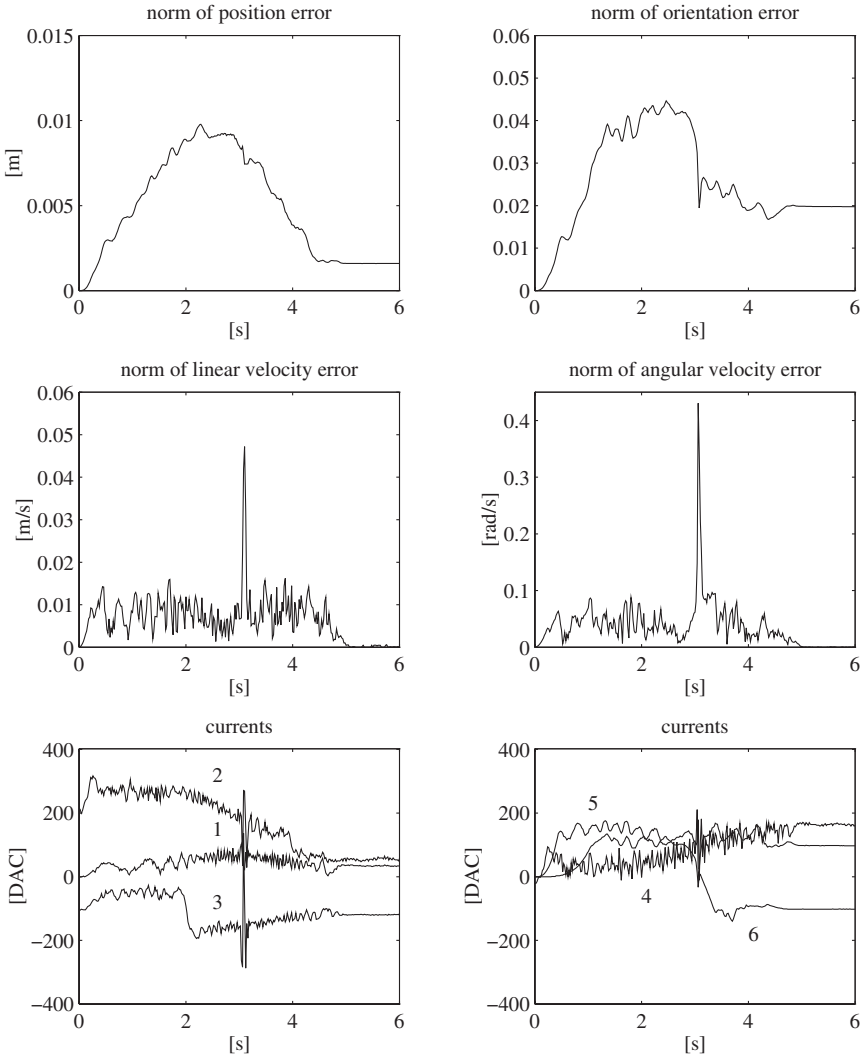 norm of position error
norm of orientation error
0.015
0.01
0.005
0
[m]
0 2 4 6
[s]
0.06
0.05
0.04
0.03
0.02
0.01
0
[m]
0 2 4 6
[s]
norm of linear velocity error
norm of angular velocity error
0.06
0.05
0.04
0.03
0.02
0.01
0
[m/s]
0 2 4 6
[s]
0.4
0.3
0.2
0.1
0
[rad/s]
0 2 4 6
[s]
currents
currents
400
200
0
−200
−400
[DAC]
2
1
3
0 2 4 6
[s]
400
200
0
−200
−400
[DAC]
5
4
6
0 2 4 6
[s]